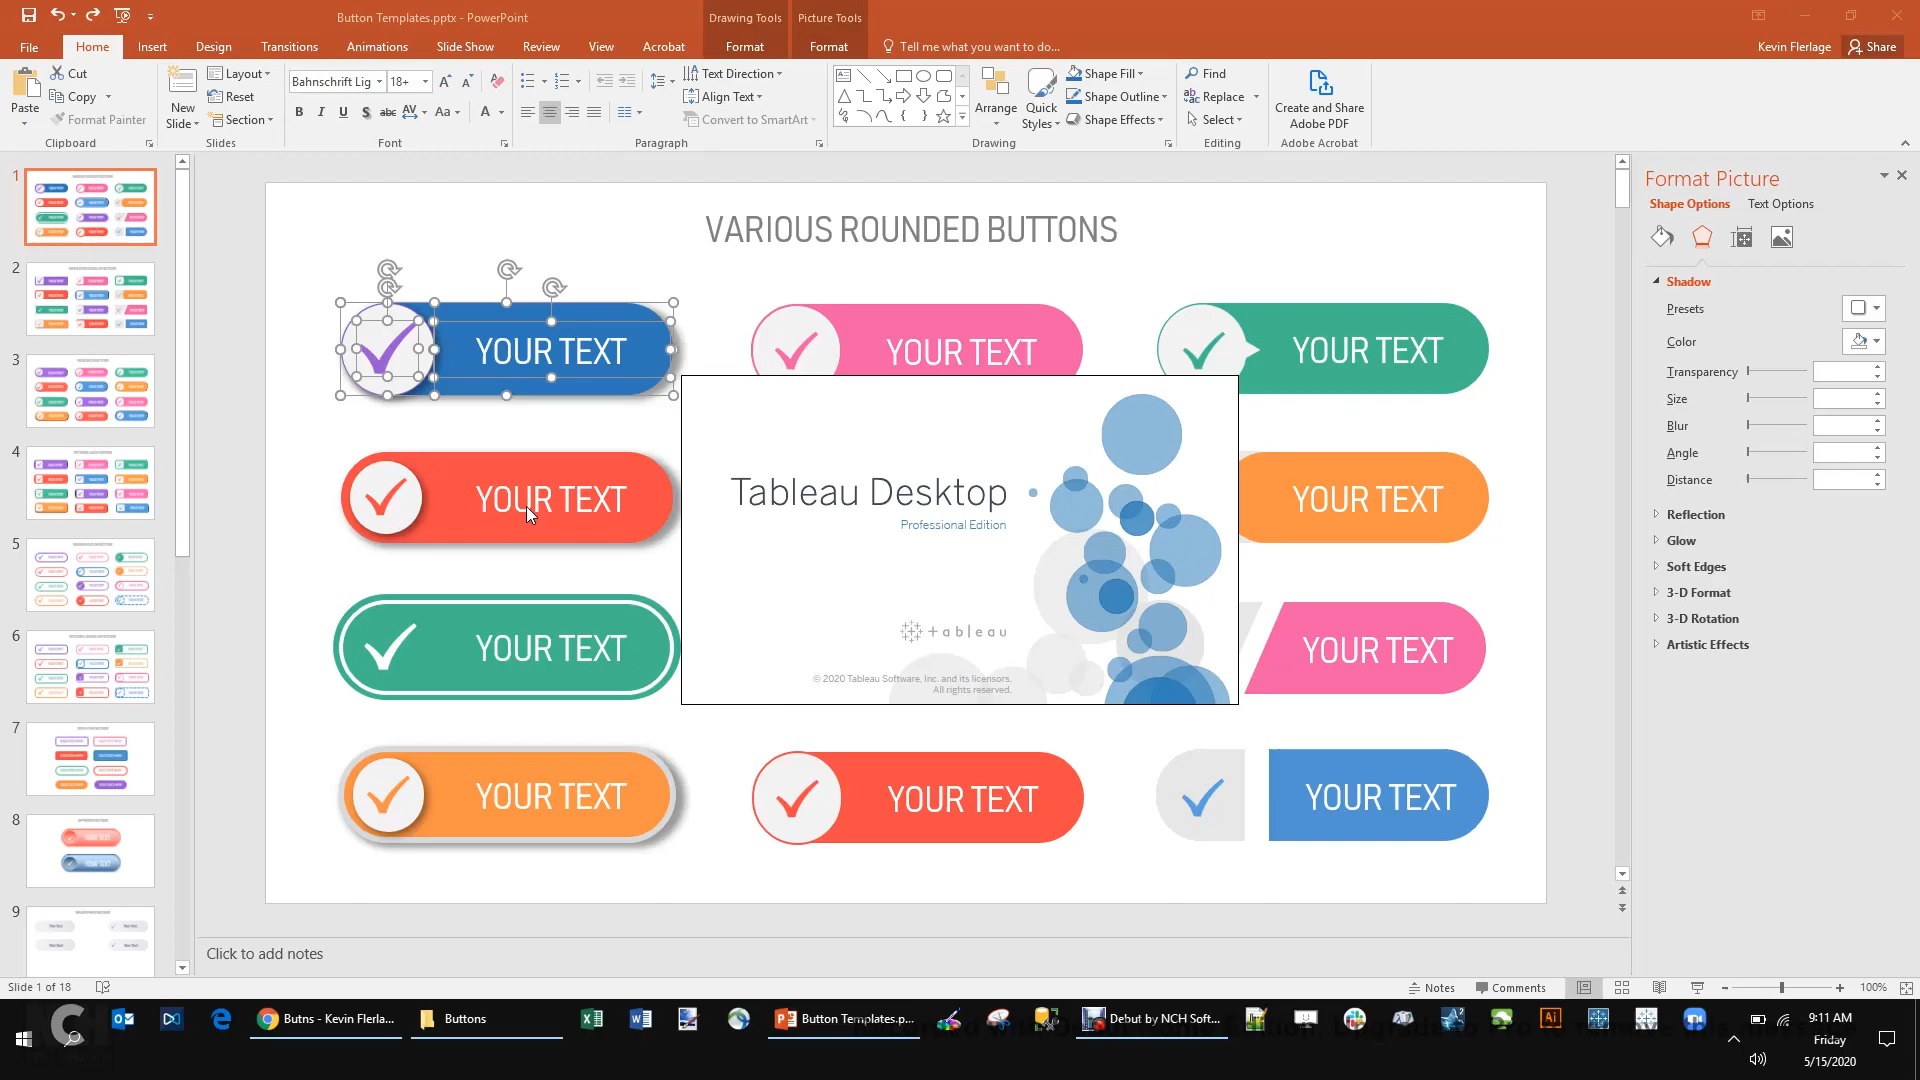 Button Templates.pptx - PowerPoint
Drawing Tools
Picture Tools
File
Home
Insert
Design
Transitions
Animations
Slide Show
Review
View
Acrobat
Format
Format
Tell me what you want to do...
Kevin Flerlage
Share
Paste
Cut
Copy
Format Painter
Clipboard
New
Slide
Layout
Reset
Section
Slides
Bahnschrift Lig
18+
B I U S abc AV Aa A
Font
Text Direction
Align Text
Convert to SmartArt
Paragraph
Arrange
Quick
Styles
Shape Fill
Shape Outline
Shape Effects
Drawing
Find
Replace
Select
Editing
Create and Share
Adobe PDF
Adobe Acrobat
1
2
3
4
5
6
7
8
9
VARIOUS ROUNDED BUTTONS
YOUR TEXT
YOUR TEXT
YOUR TEXT
YOUR TEXT
YOUR TEXT
YOUR TEXT
YOUR TEXT
YOUR TEXT
YOUR TEXT
YOUR TEXT
Tableau Desktop
Professional Edition
+ a b l e a u
© 2020 Tableau Software, Inc. and its licensors.
All rights reserved.
Format Picture
Shape Options
Text Options
Shadow
Presets
Color
Transparency
Size
Blur
Angle
Distance
Reflection
Glow
Soft Edges
3-D Format
3-D Rotation
Artistic Effects
Click to add notes
Slide 1 of 18
Notes
Comments
100%
Butns - Kevin Flerla...
Buttons
Button Templates.p...
Debut by NCH Soft...
9:11 AM
Friday
5/15/2020